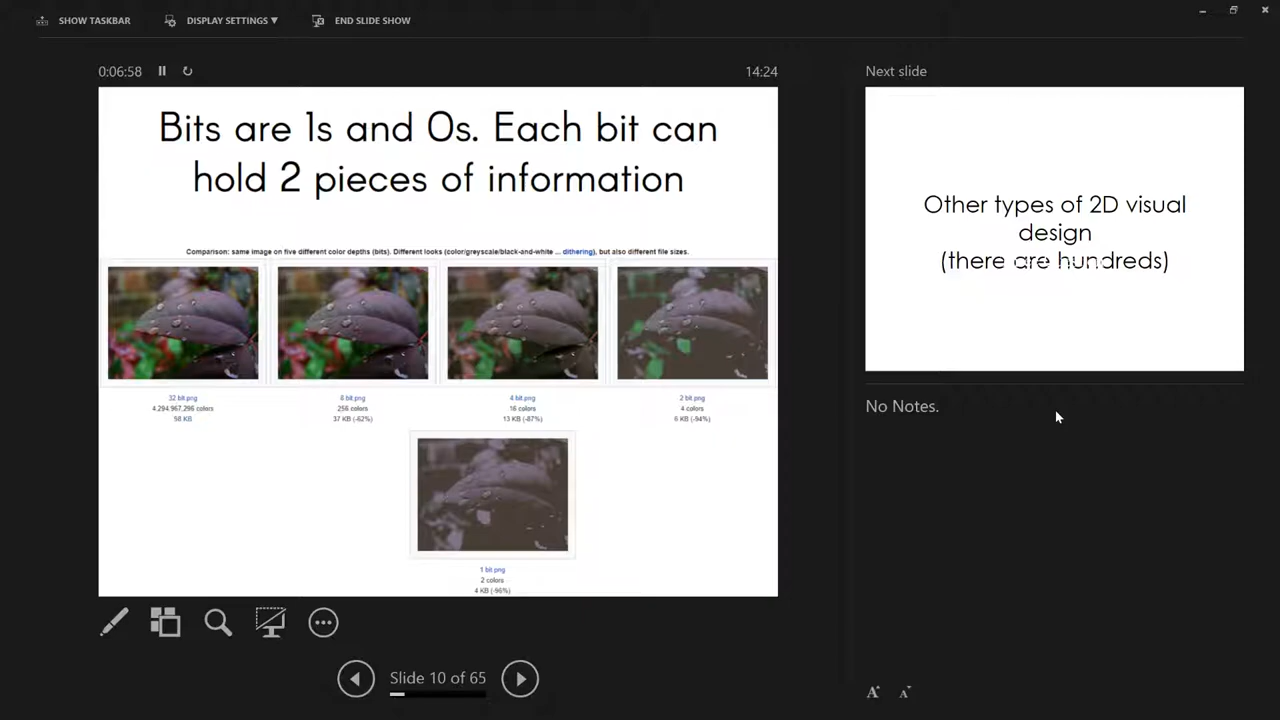 SHOW TASKBAR
DISPLAY SETTINGS ▼
END SLIDE SHOW
0:06:58
14:24
Next slide
Bits are 1s and 0s. Each bit can
hold 2 pieces of information
Comparison: same image on five different color depths (bits). Different looks (color/greyscale/black-and-white ... dithering), but also different file sizes.
32 bit.png
4,294,967,296 colors
98 KB
8 bit.png
256 colors
37 KB (-62%)
4 bit.png
16 colors
13 KB (-87%)
2 bit.png
4 colors
6 KB (-94%)
1 bit.png
2 colors
4 KB (-96%)
Other types of 2D visual
design
(there are hundreds)
No Notes.
Slide 10 of 65
A A